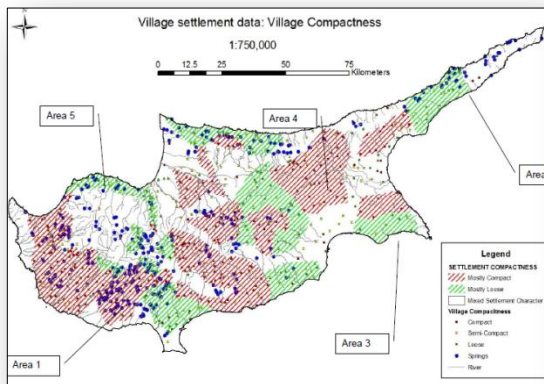 N
Village settlement data: Village Compactness
1:750,000
0 12.5 25 50 75
Kilometers
Area 5
Area 4
Area
Area 3
Area 1
Legend
SETTLEMENT COMPACTNESS
Mostly Compact
Mostly Loose
Mixed Settlement Character
Village Compactness
Compact
Semi-Compact
Loose
Springs
River